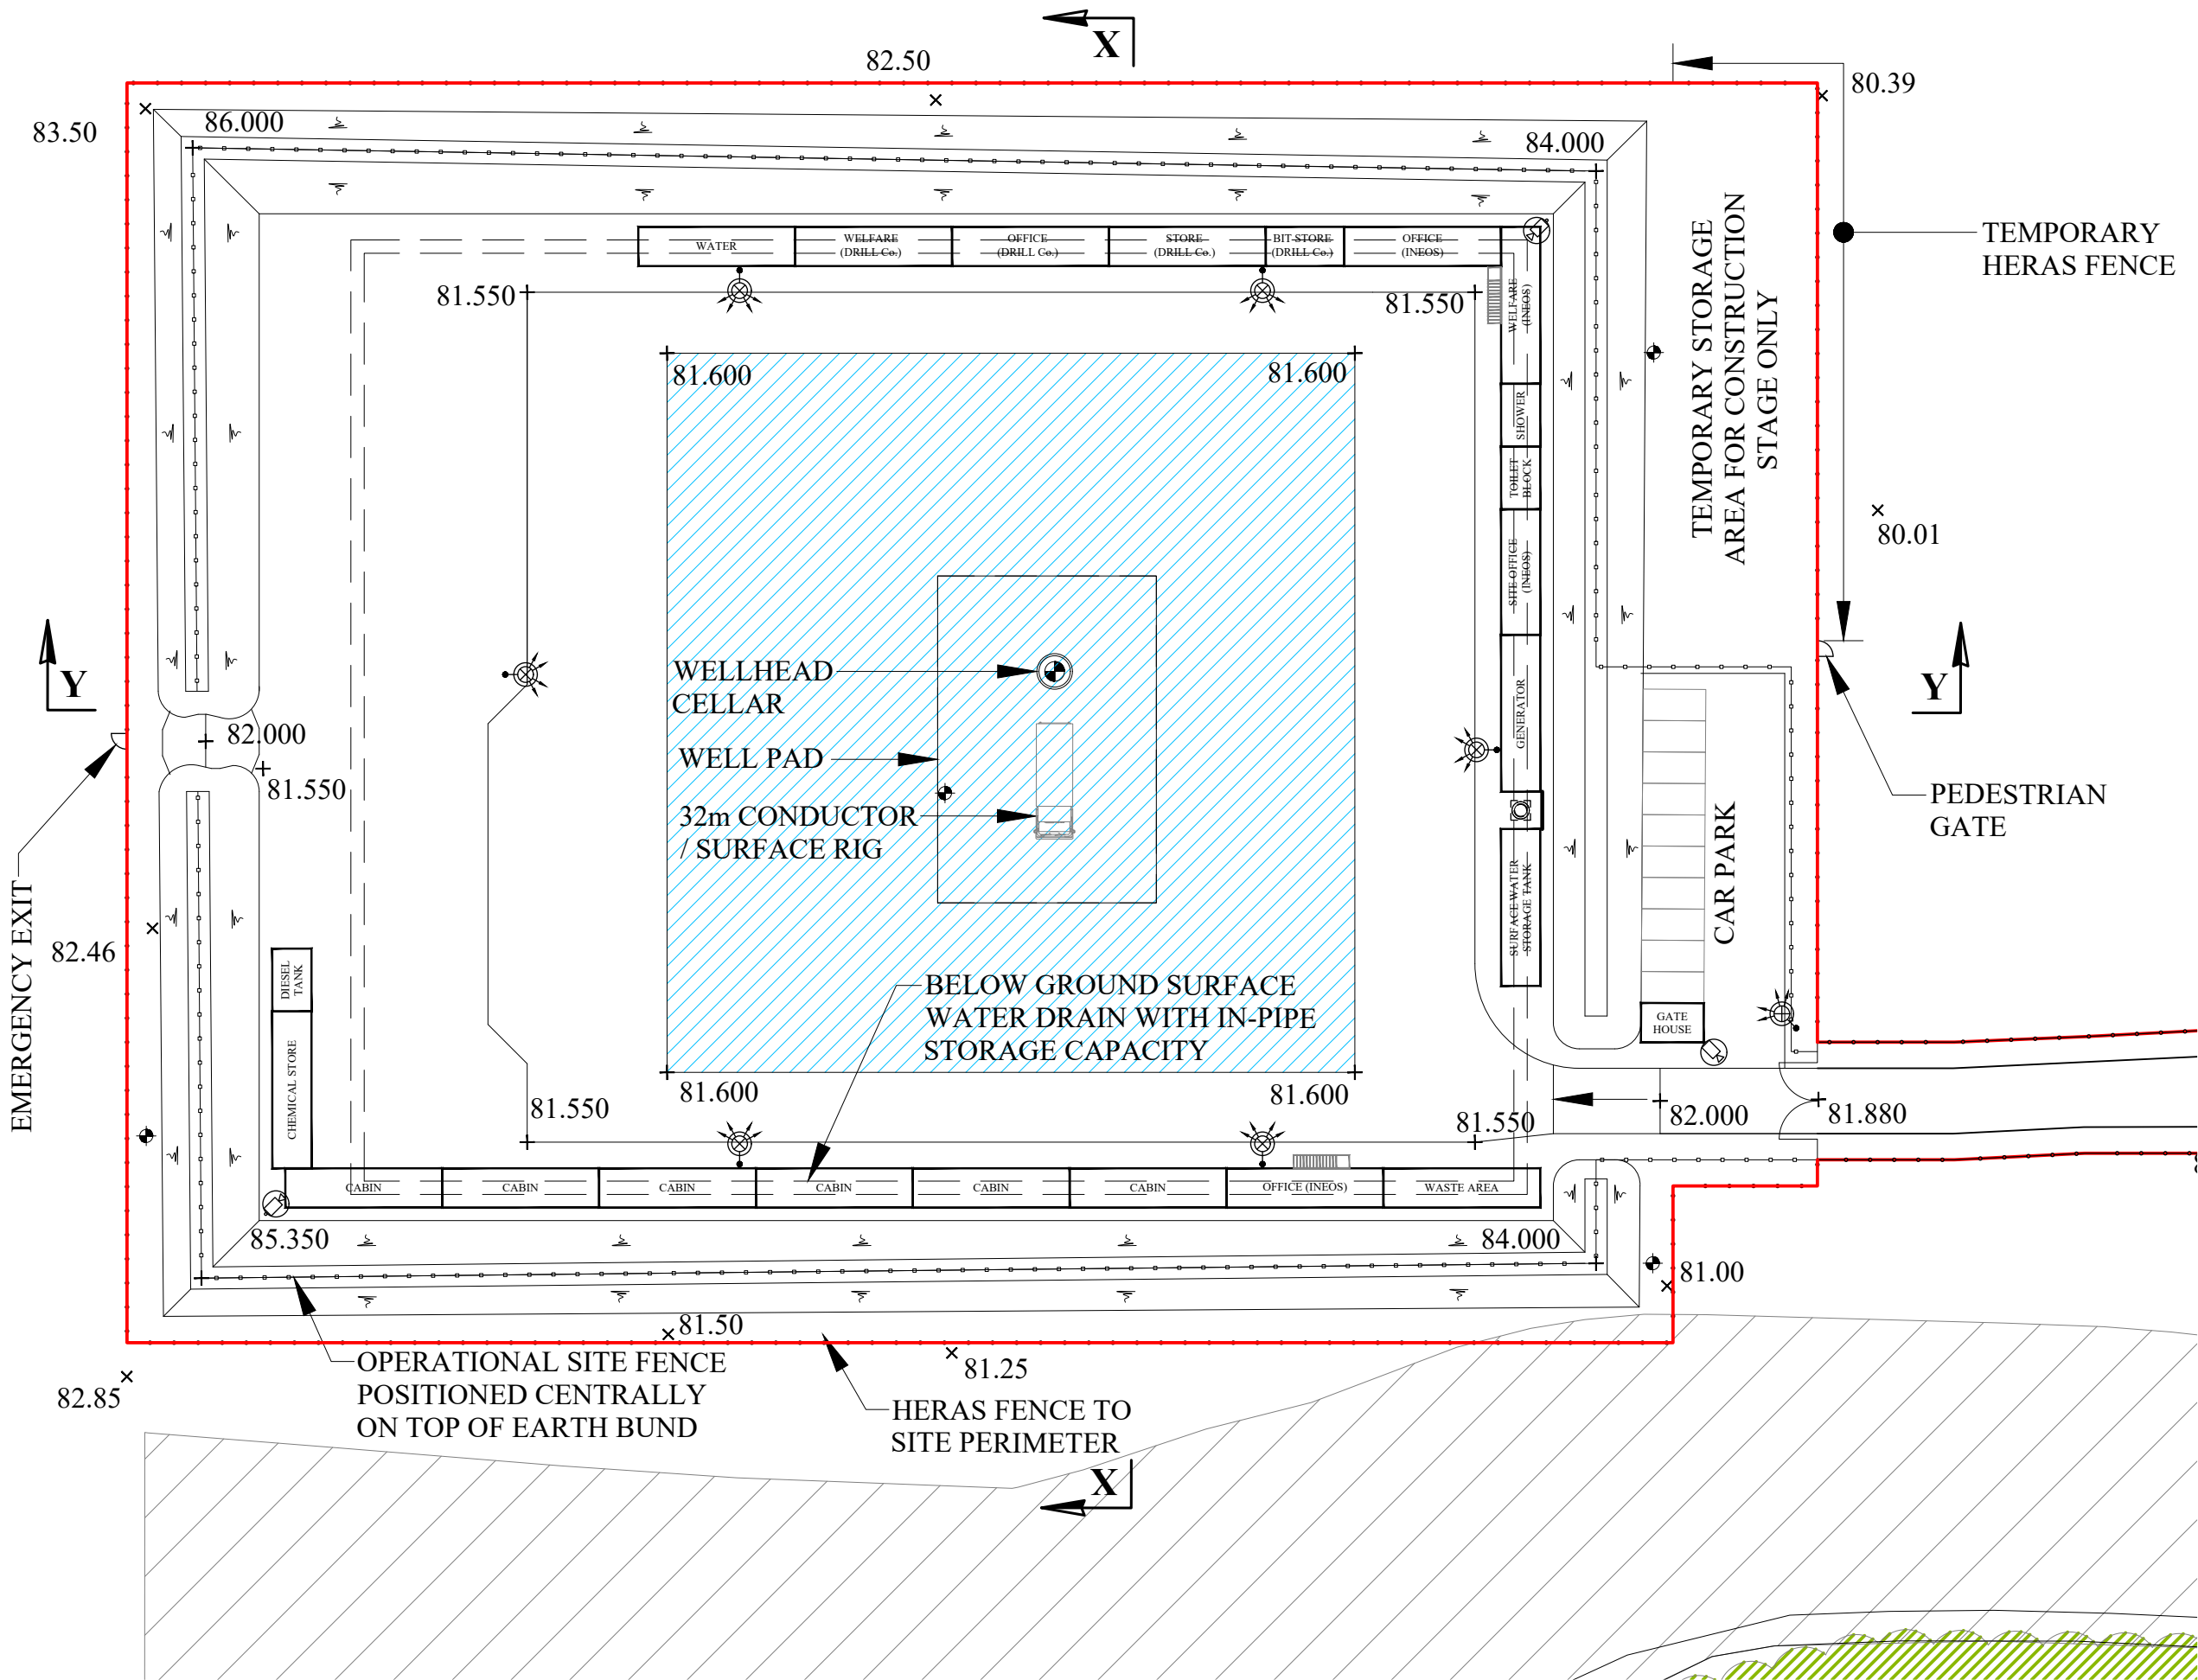 X
82.50
80.39
83.50
86.000
84.000
TEMPORARY
HERAS FENCE
TEMPORARY STORAGE
AREA FOR CONSTRUCTION
STAGE ONLY
WATER
WELFARE
(DRILL Co.)
OFFICE
(DRILL Co.)
STORE
(DRILL Co.)
BIT-STORE
(DRILL Co.)
OFFICE
(INEOS)
WELFARE
(INEOS)
81.550
81.550
81.600
81.600
SHOWER
TOILET
BLOCK
SITE OFFICE
(INEOS)
80.01
GENERATOR
WELLHEAD
CELLAR
WELL PAD
32m CONDUCTOR
/ SURFACE RIG
Y
Y
82.000
81.550
PEDESTRIAN
GATE
CAR PARK
EMERGENCY EXIT
82.46
SURFACE WATER
STORAGE TANK
DIESEL
TANK
CHEMICAL STORE
BELOW GROUND SURFACE
WATER DRAIN WITH IN-PIPE
STORAGE CAPACITY
GATE
HOUSE
81.600
81.600
81.550
81.550
82.000
81.880
CABIN
CABIN
CABIN
CABIN
CABIN
CABIN
OFFICE (INEOS)
WASTE AREA
85.350
84.000
81.00
81.50
81.25
82.85
OPERATIONAL SITE FENCE
POSITIONED CENTRALLY
ON TOP OF EARTH BUND
HERAS FENCE TO
SITE PERIMETER
X